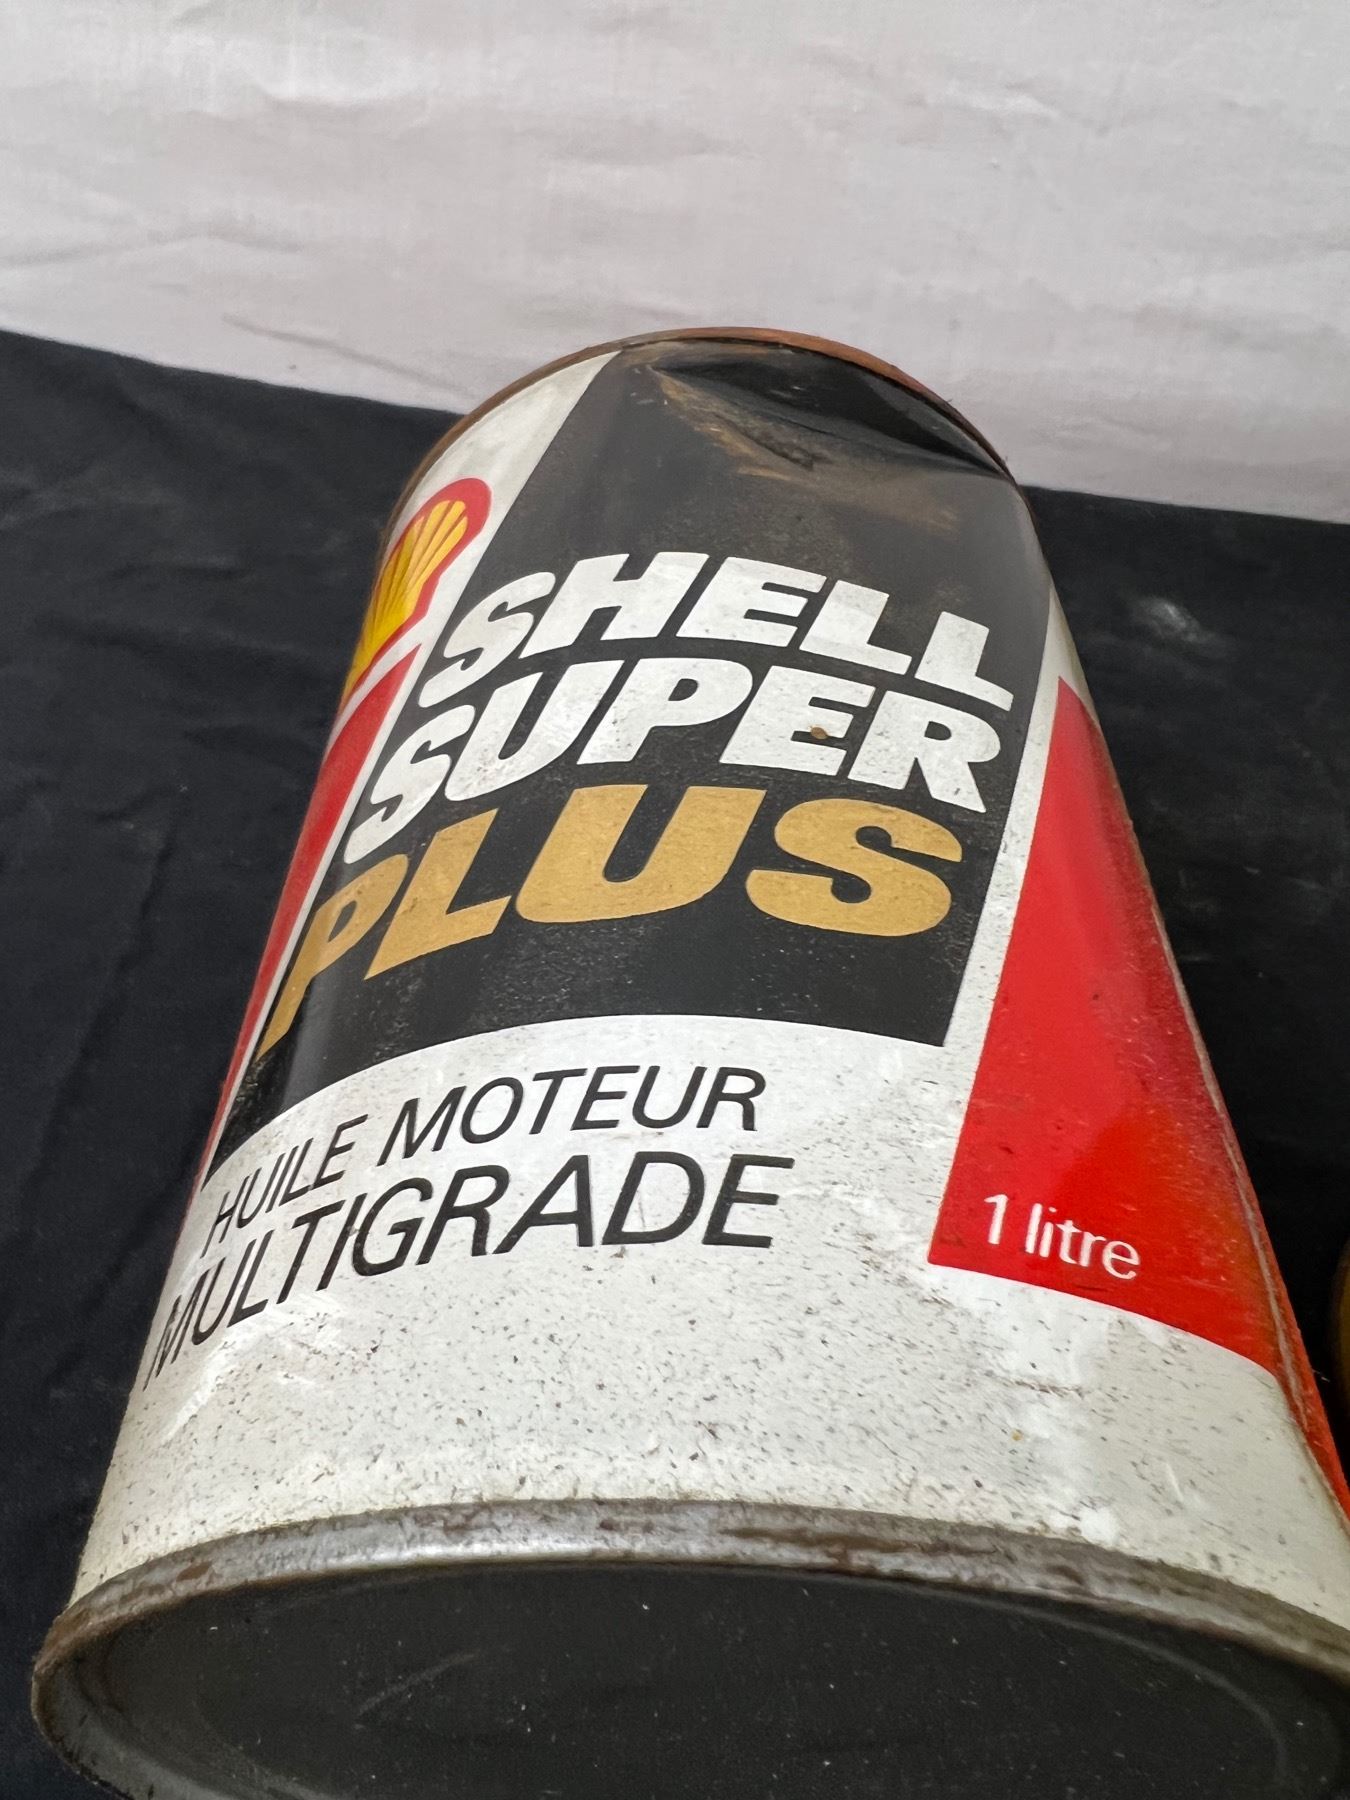 SHELL
SUPER
PLUS
HUILE MOTEUR
MULTIGRADE
1 litre